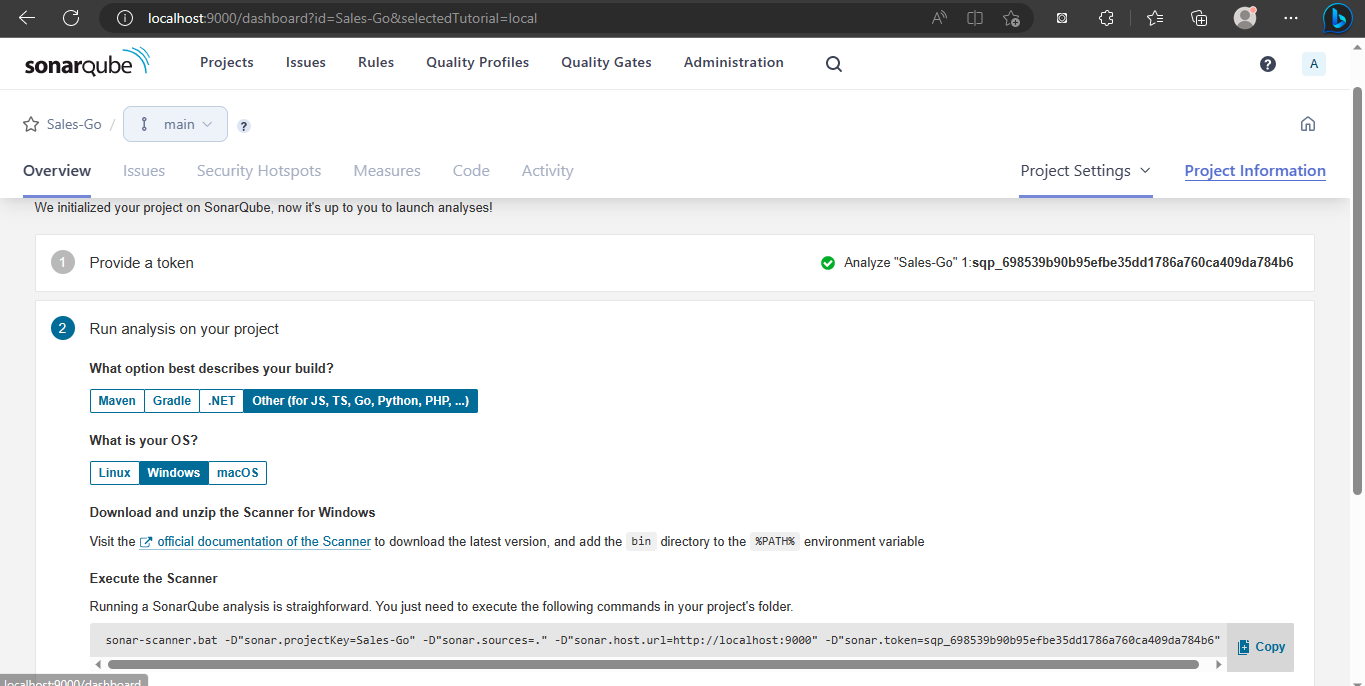 localhost:9000/dashboard?id=Sales-Go&selectedTutorial=local
sonarqube Projects Issues Rules Quality Profiles Quality Gates Administration ? A
Sales-Go / main ?
Overview Issues Security Hotspots Measures Code Activity Project Settings Project Information
We initialized your project on SonarQube, now it's up to you to launch analyses!
1 Provide a token Analyze "Sales-Go" 1:sqp_698539b90b95efbe35dd1786a760ca409da784b6
2 Run analysis on your project
What option best describes your build?
Maven Gradle .NET Other (for JS, TS, Go, Python, PHP, ...)
What is your OS?
Linux Windows macOS
Download and unzip the Scanner for Windows
Visit the official documentation of the Scanner to download the latest version, and add the bin directory to the %PATH% environment variable
Execute the Scanner
Running a SonarQube analysis is straighforward. You just need to execute the following commands in your project's folder.
sonar-scanner.bat -D"sonar.projectKey=Sales-Go" -D"sonar.sources=." -D"sonar.host.url=http://localhost:9000" -D"sonar.token=sqp_698539b90b95efbe35dd1786a760ca409da784b6"
Copy
localhost:9000/dashboard